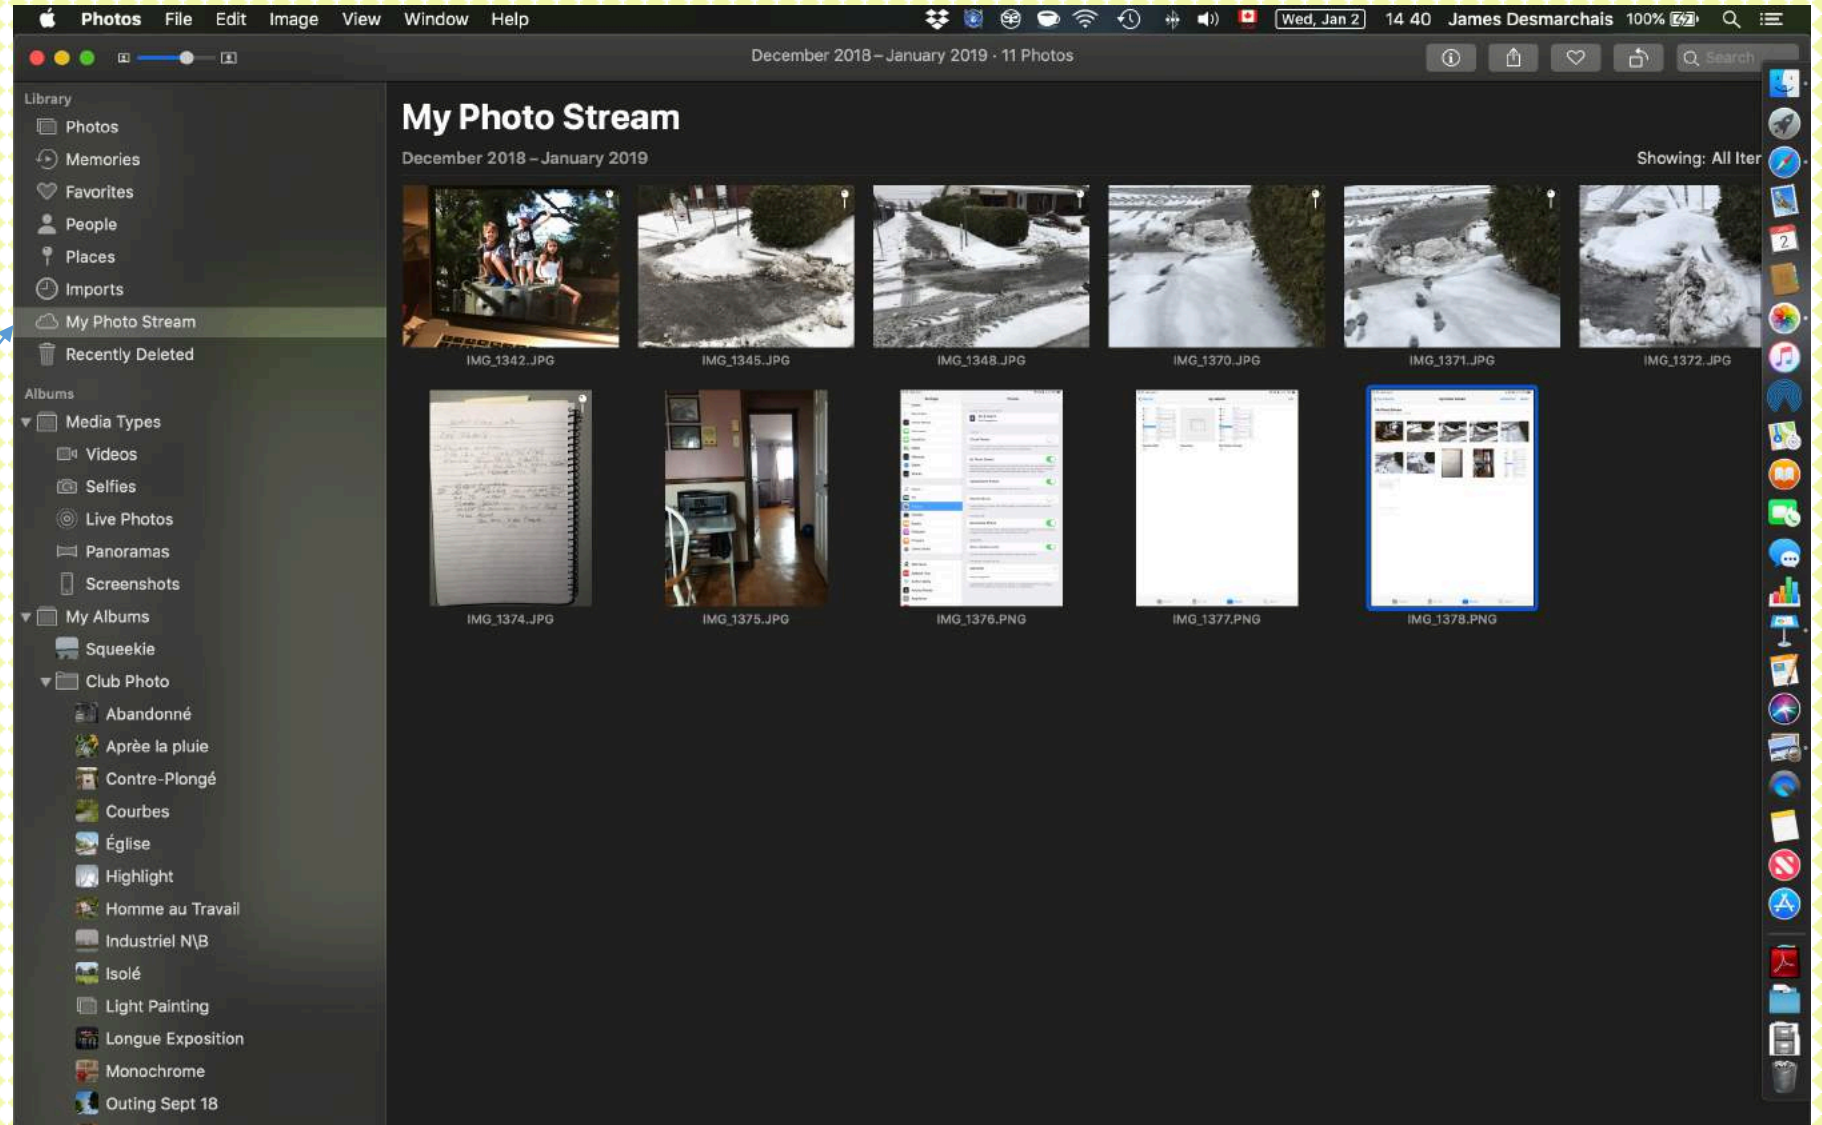 Photos File Edit Image View Window Help Wed, Jan 2 14 40 James Desmarchais 100%
December 2018 – January 2019 · 11 Photos
Search
Library
Photos
Memories
Favorites
People
Places
Imports
My Photo Stream
Recently Deleted
Albums
Media Types
Videos
Selfies
Live Photos
Panoramas
Screenshots
My Albums
Squeekie
Club Photo
Abandonné
Aprèe la pluie
Contre-Plongé
Courbes
Église
Highlight
Homme au Travail
Industriel N\B
Isolé
Light Painting
Longue Exposition
Monochrome
Outing Sept 18
My Photo Stream
December 2018 – January 2019
Showing: All Iter
IMG_1342.JPG
IMG_1345.JPG
IMG_1348.JPG
IMG_1370.JPG
IMG_1371.JPG
IMG_1372.JPG
IMG_1374.JPG
IMG_1375.JPG
IMG_1376.PNG
IMG_1377.PNG
IMG_1378.PNG
2